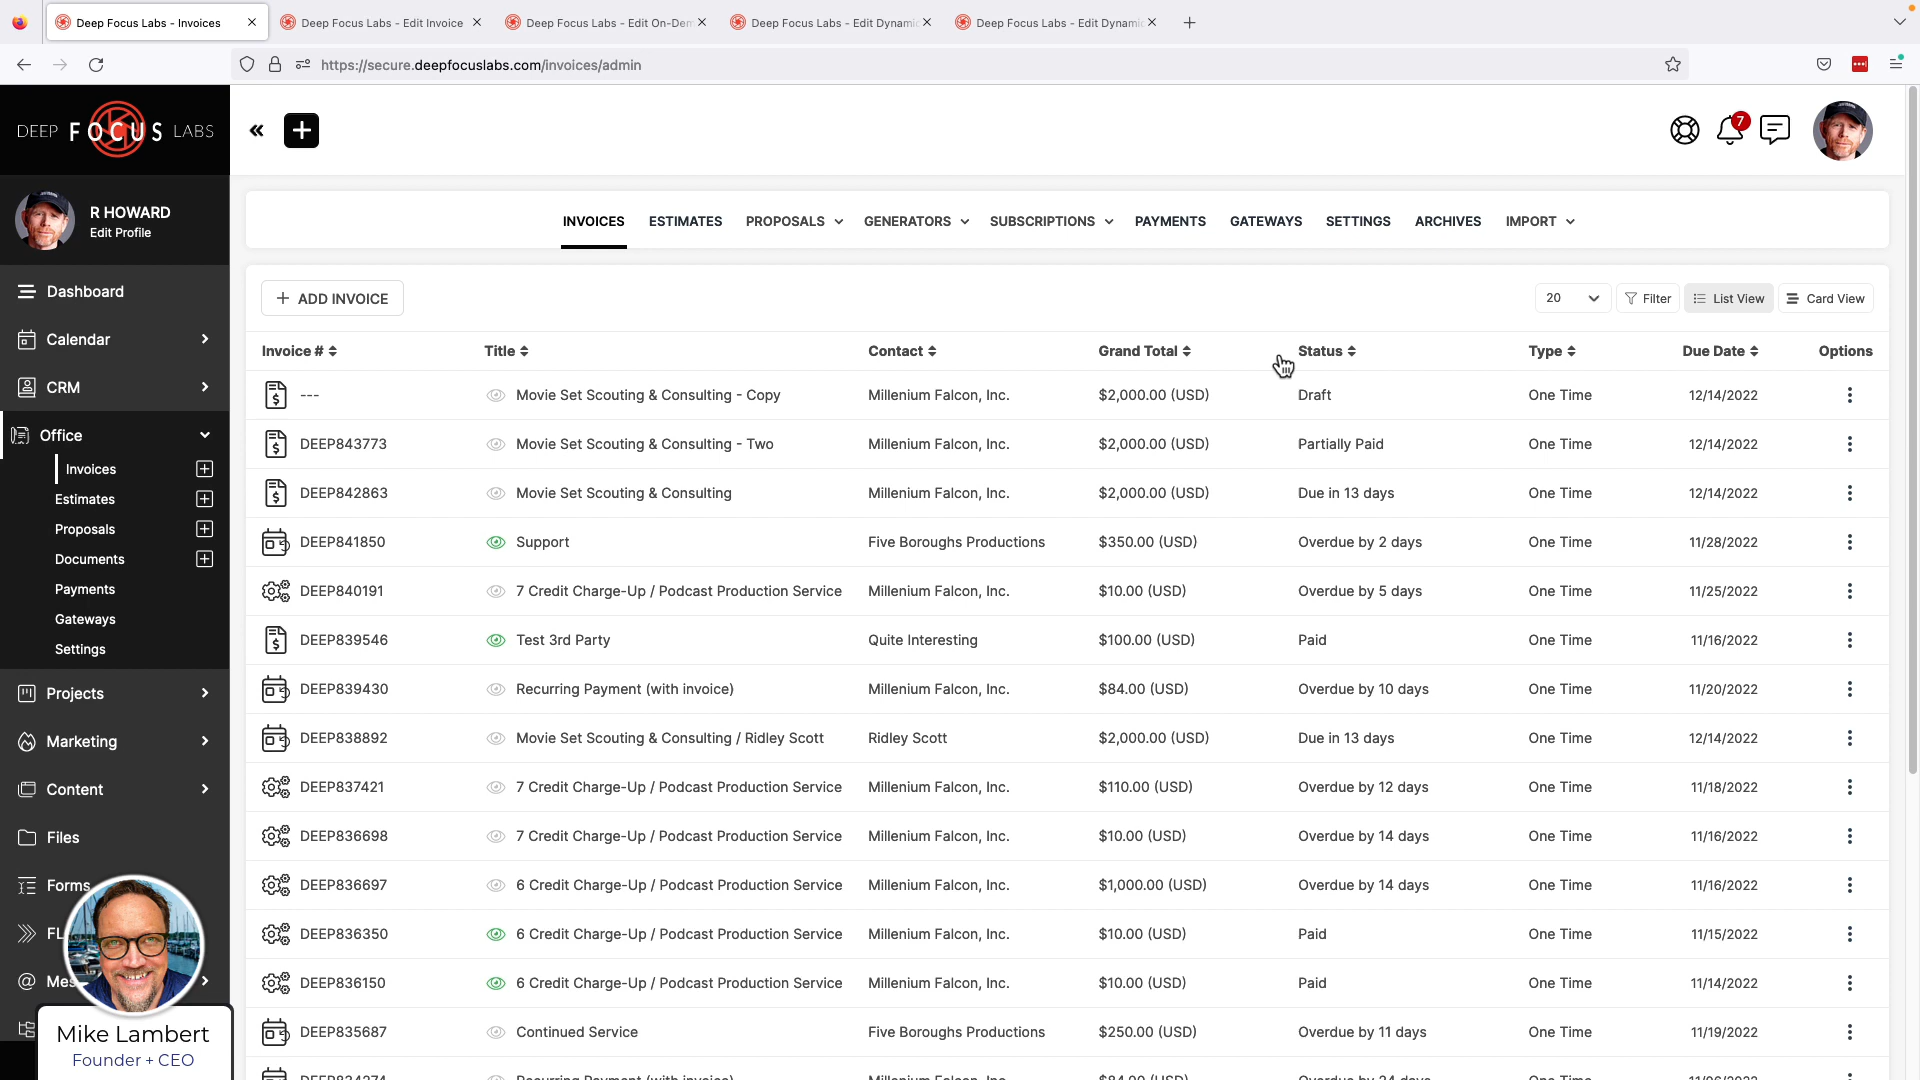 Deep Focus Labs - Invoices
Deep Focus Labs - Edit Invoice
Deep Focus Labs - Edit On-Dem
Deep Focus Labs - Edit Dynamic
Deep Focus Labs - Edit Dynamic
https://secure.deepfocuslabs.com/invoices/admin
DEEP FOCUS LABS
7
R HOWARD
Edit Profile
Dashboard
Calendar
CRM
Office
Invoices
Estimates
Proposals
Documents
Payments
Gateways
Settings
Projects
Marketing
Content
Files
Forms
Mike Lambert
Founder + CEO
INVOICES ESTIMATES PROPOSALS GENERATORS SUBSCRIPTIONS PAYMENTS GATEWAYS SETTINGS ARCHIVES IMPORT
+ ADD INVOICE 20 Filter List View Card View
Invoice # Title Contact Grand Total Status Type Due Date Options
--- Movie Set Scouting & Consulting - Copy Millenium Falcon, Inc. $2,000.00 (USD) Draft One Time 12/14/2022
DEEP843773 Movie Set Scouting & Consulting - Two Millenium Falcon, Inc. $2,000.00 (USD) Partially Paid One Time 12/14/2022
DEEP842863 Movie Set Scouting & Consulting Millenium Falcon, Inc. $2,000.00 (USD) Due in 13 days One Time 12/14/2022
DEEP841850 Support Five Boroughs Productions $350.00 (USD) Overdue by 2 days One Time 11/28/2022
DEEP840191 7 Credit Charge-Up / Podcast Production Service Millenium Falcon, Inc. $10.00 (USD) Overdue by 5 days One Time 11/25/2022
DEEP839546 Test 3rd Party Quite Interesting $100.00 (USD) Paid One Time 11/16/2022
DEEP839430 Recurring Payment (with invoice) Millenium Falcon, Inc. $84.00 (USD) Overdue by 10 days One Time 11/20/2022
DEEP838892 Movie Set Scouting & Consulting / Ridley Scott Ridley Scott $2,000.00 (USD) Due in 13 days One Time 12/14/2022
DEEP837421 7 Credit Charge-Up / Podcast Production Service Millenium Falcon, Inc. $110.00 (USD) Overdue by 12 days One Time 11/18/2022
DEEP836698 7 Credit Charge-Up / Podcast Production Service Millenium Falcon, Inc. $10.00 (USD) Overdue by 14 days One Time 11/16/2022
DEEP836697 6 Credit Charge-Up / Podcast Production Service Millenium Falcon, Inc. $1,000.00 (USD) Overdue by 14 days One Time 11/16/2022
DEEP836350 6 Credit Charge-Up / Podcast Production Service Millenium Falcon, Inc. $10.00 (USD) Paid One Time 11/15/2022
DEEP836150 6 Credit Charge-Up / Podcast Production Service Millenium Falcon, Inc. $10.00 (USD) Paid One Time 11/14/2022
DEEP835687 Continued Service Five Boroughs Productions $250.00 (USD) Overdue by 11 days One Time 11/19/2022